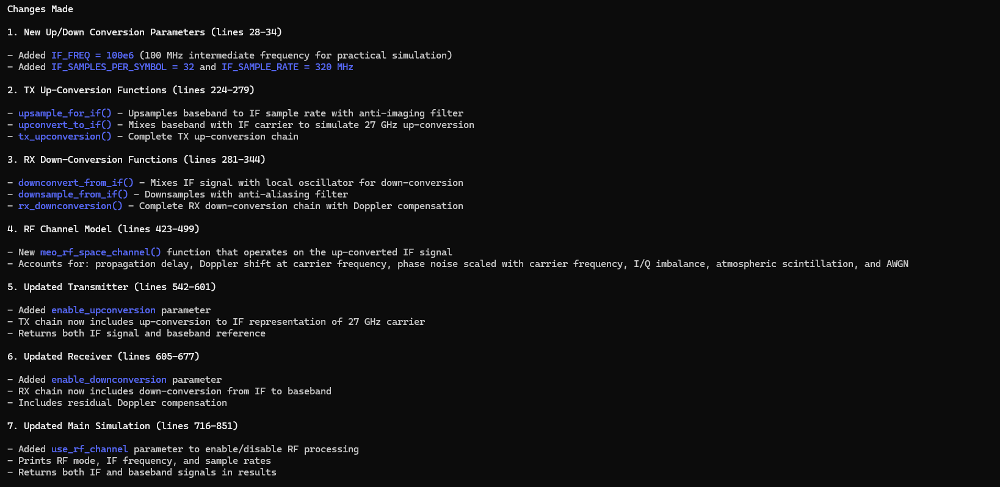 Changes Made
1. New Up/Down Conversion Parameters (lines 28-34)
- Added IF_FREQ = 100e6 (100 MHz intermediate frequency for practical simulation)
- Added IF_SAMPLES_PER_SYMBOL = 32 and IF_SAMPLE_RATE = 320 MHz
2. TX Up-Conversion Functions (lines 224-279)
- upsample_for_if() - Upsamples baseband to IF sample rate with anti-imaging filter
- upconvert_to_if() - Mixes baseband with IF carrier to simulate 27 GHz up-conversion
- tx_upconversion() - Complete TX up-conversion chain
3. RX Down-Conversion Functions (lines 281-344)
- downconvert_from_if() - Mixes IF signal with local oscillator for down-conversion
- downsample_from_if() - Downsamples with anti-aliasing filter
- rx_downconversion() - Complete RX down-conversion chain with Doppler compensation
4. RF Channel Model (lines 423-499)
- New meo_rf_space_channel() function that operates on the up-converted IF signal
- Accounts for: propagation delay, Doppler shift at carrier frequency, phase noise scaled with carrier frequency, I/Q imbalance, atmospheric scintillation, and AWGN
5. Updated Transmitter (lines 542-601)
- Added enable_upconversion parameter
- TX chain now includes up-conversion to IF representation of 27 GHz carrier
- Returns both IF signal and baseband reference
6. Updated Receiver (lines 605-677)
- Added enable_downconversion parameter
- RX chain now includes down-conversion from IF to baseband
- Includes residual Doppler compensation
7. Updated Main Simulation (lines 716-851)
- Added use_rf_channel parameter to enable/disable RF processing
- Prints RF mode, IF frequency, and sample rates
- Returns both IF and baseband signals in results